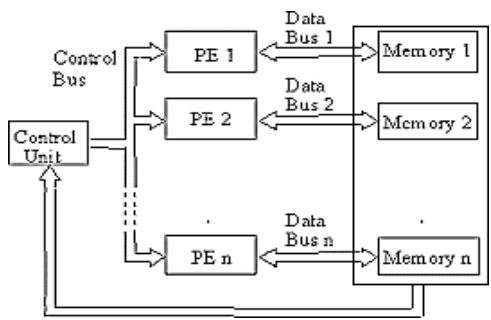 Data
Bus 1
PE 1
Memory 1
Control
Bus
Data
Bus 2
PE 2
Memory 2
Control
Unit
Data
Bus n
PE n
Memory n